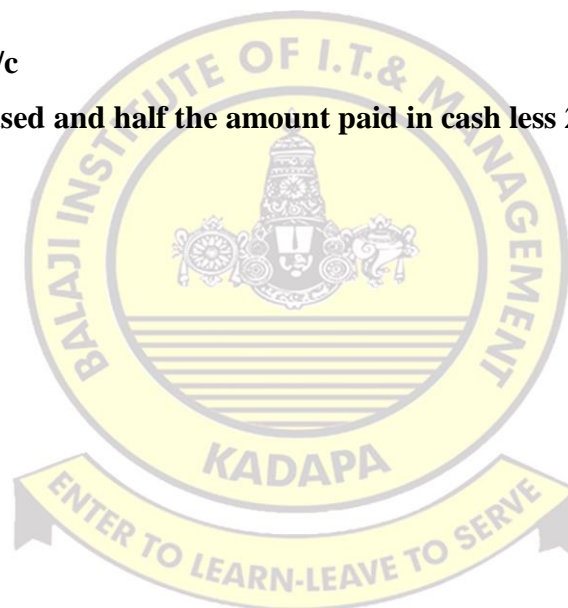 /c
sed and half the amount paid in cash less 2
BALAJI INSTITUTE OF I.T.& MANAGEMENT
KADAPA
ENTER TO LEARN-LEAVE TO SERVE